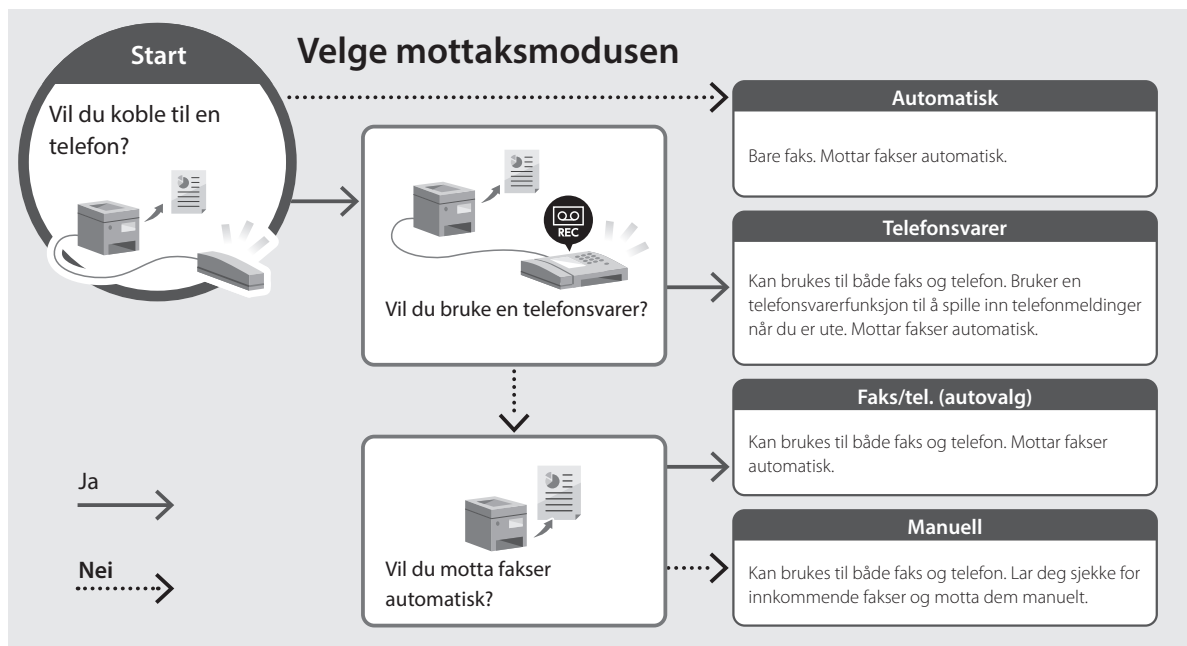 Velge mottaksmodusen
Start
Vil du koble til en
telefon?
REC
Vil du bruke en telefonsvarer?
Vil du motta fakser
automatisk?
Automatisk
Bare faks. Mottar fakser automatisk.
Telefonsvarer
Kan brukes til både faks og telefon. Bruker en
telefonsvarerfunksjon til å spille inn telefonmeldinger
når du er ute. Mottar fakser automatisk.
Faks/tel. (autovalg)
Kan brukes til både faks og telefon. Mottar fakser
automatisk.
Manuell
Kan brukes til både faks og telefon. Lar deg sjekke for
innkommende fakser og motta dem manuelt.
Ja
Nei